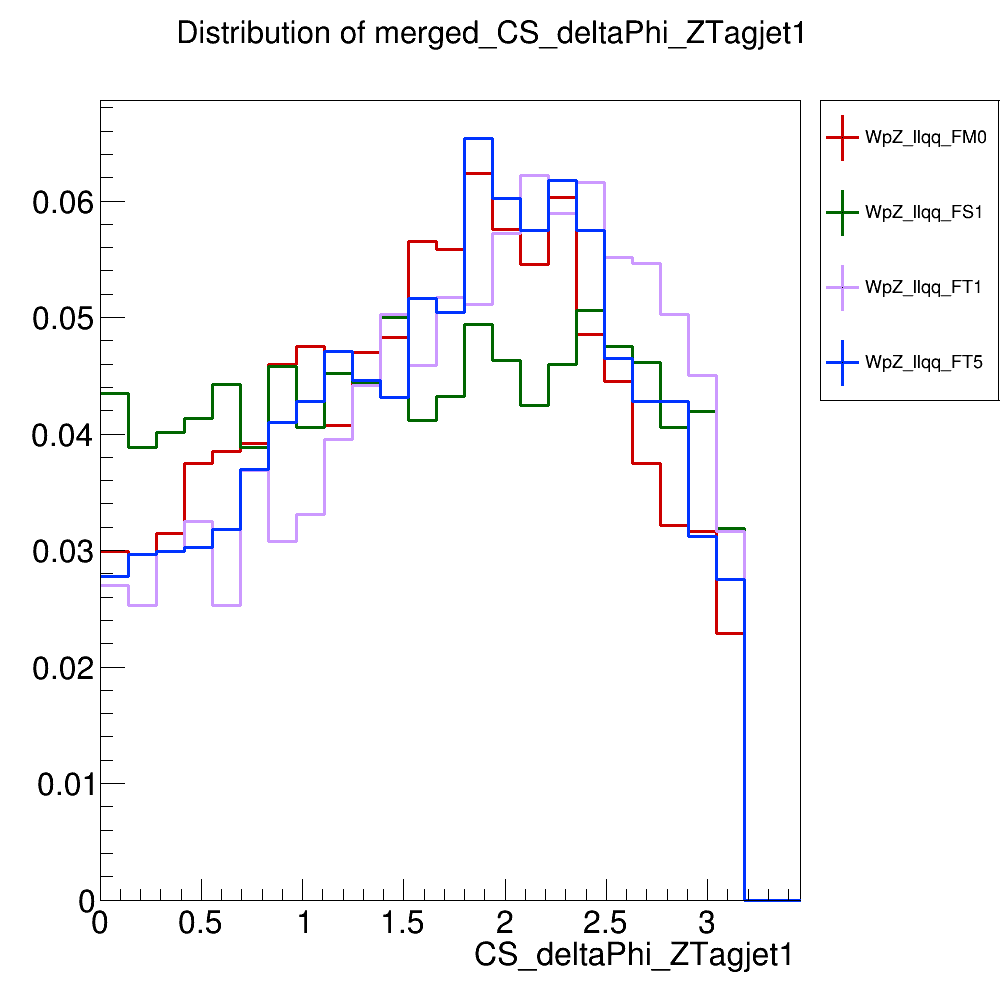 Distribution of merged_CS_deltaPhi_ZTagjet1
WpZ_llqq_FM0
WpZ_llqq_FS1
WpZ_llqq_FT1
WpZ_llqq_FT5
0.06
0.05
0.04
0.03
0.02
0.01
0
0 0.5 1 1.5 2 2.5 3
CS_deltaPhi_ZTagjet1